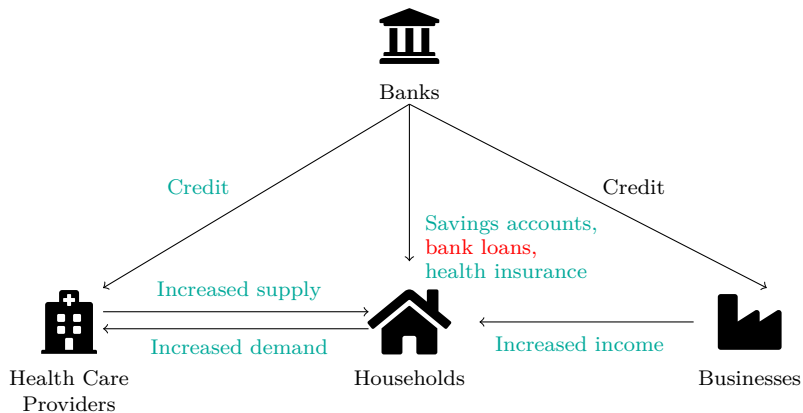 Banks
Credit
Credit
Savings accounts,
bank loans,
health insurance
Increased supply
Increased demand
Increased income
Health Care
Providers
Households
Businesses